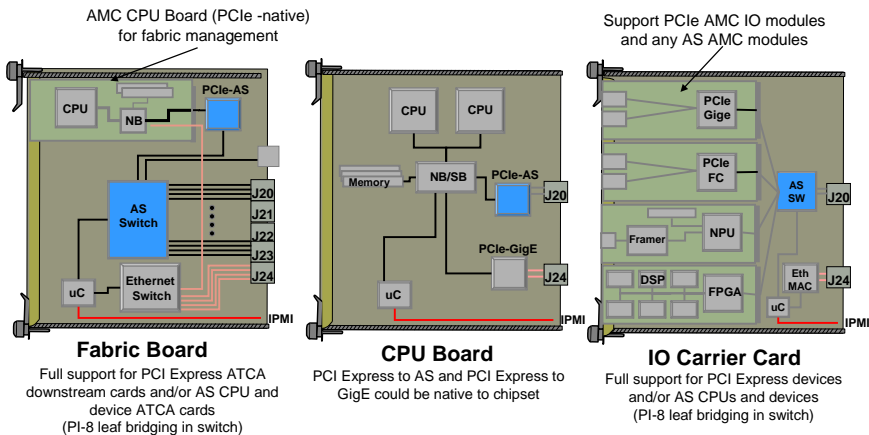 AMC CPU Board (PCIe -native)
for fabric management
Support PCIe AMC IO modules
and any AS AMC modules
CPU
NB
PCIe-AS
AS
Switch
J20
J21
J22
J23
J24
uC
Ethernet
Switch
IPMI
Fabric Board
Full support for PCI Express ATCA
downstream cards and/or AS CPU and
device ATCA cards
(PI-8 leaf bridging in switch)
CPU
CPU
Memory
NB/SB
PCIe-AS
J20
PCIe-GigE
J24
uC
IPMI
CPU Board
PCI Express to AS and PCI Express to
GigE could be native to chipset
PCIe
Gige
PCIe
FC
AS
SW
J20
Framer
NPU
DSP
FPGA
Eth
MAC
J24
uC
IPMI
IO Carrier Card
Full support for PCI Express devices
and/or AS CPUs and devices
(PI-8 leaf bridging in switch)